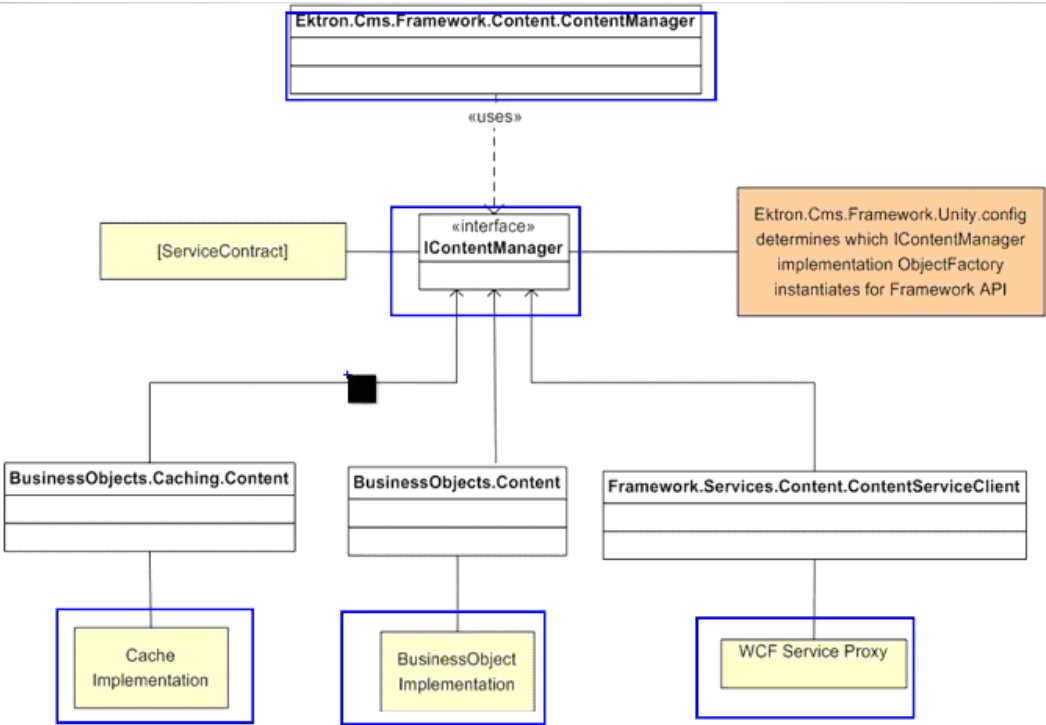 Ektron.Cms.Framework.Content.ContentManager
«uses»
«interface»
IContentManager
[ServiceContract]
Ektron.Cms.Framework.Unity.config
determines which IContentManager
implementation ObjectFactory
instantiates for Framework API
BusinessObjects.Caching.Content
BusinessObjects.Content
Framework.Services.Content.ContentServiceClient
Cache
Implementation
BusinessObject
Implementation
WCF Service Proxy